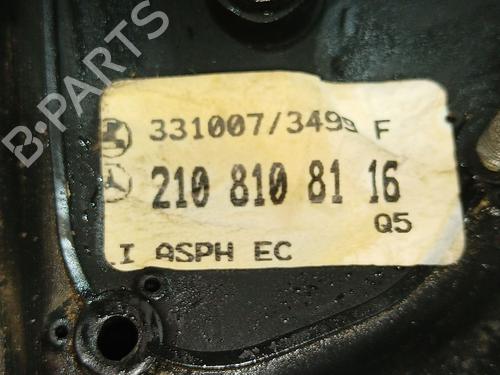 B-PARTS
331007/3499 F
210 810 81 16
Q5
I ASPH EC